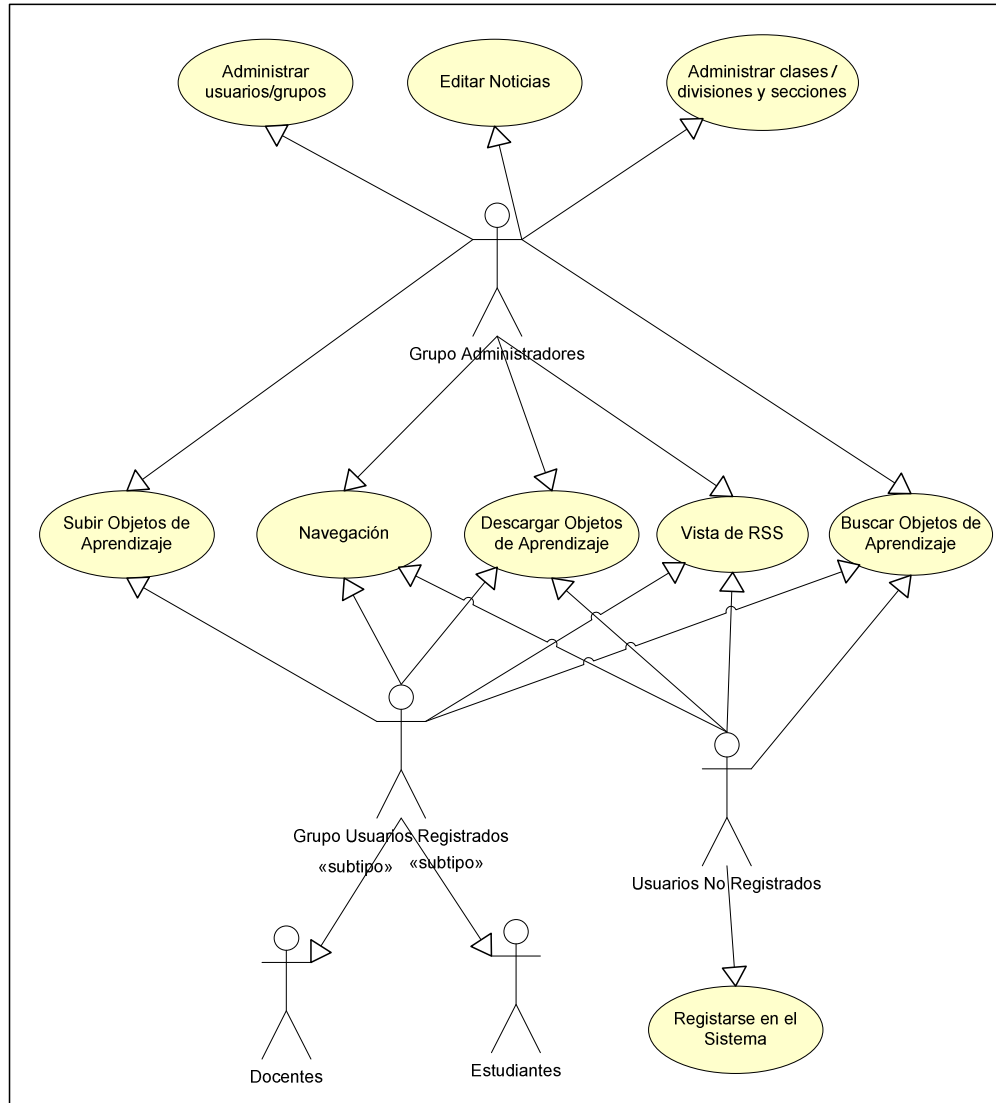 Administrar
usuarios/grupos
Editar Noticias
Administrar clases /
divisiones y secciones
Grupo Administradores
Subir Objetos de
Aprendizaje
Navegación
Descargar Objetos
de Aprendizaje
Vista de RSS
Buscar Objetos de
Aprendizaje
Grupo Usuarios Registrados
«subtipo»
«subtipo»
Usuarios No Registrados
Docentes
Estudiantes
Registarse en el
Sistema